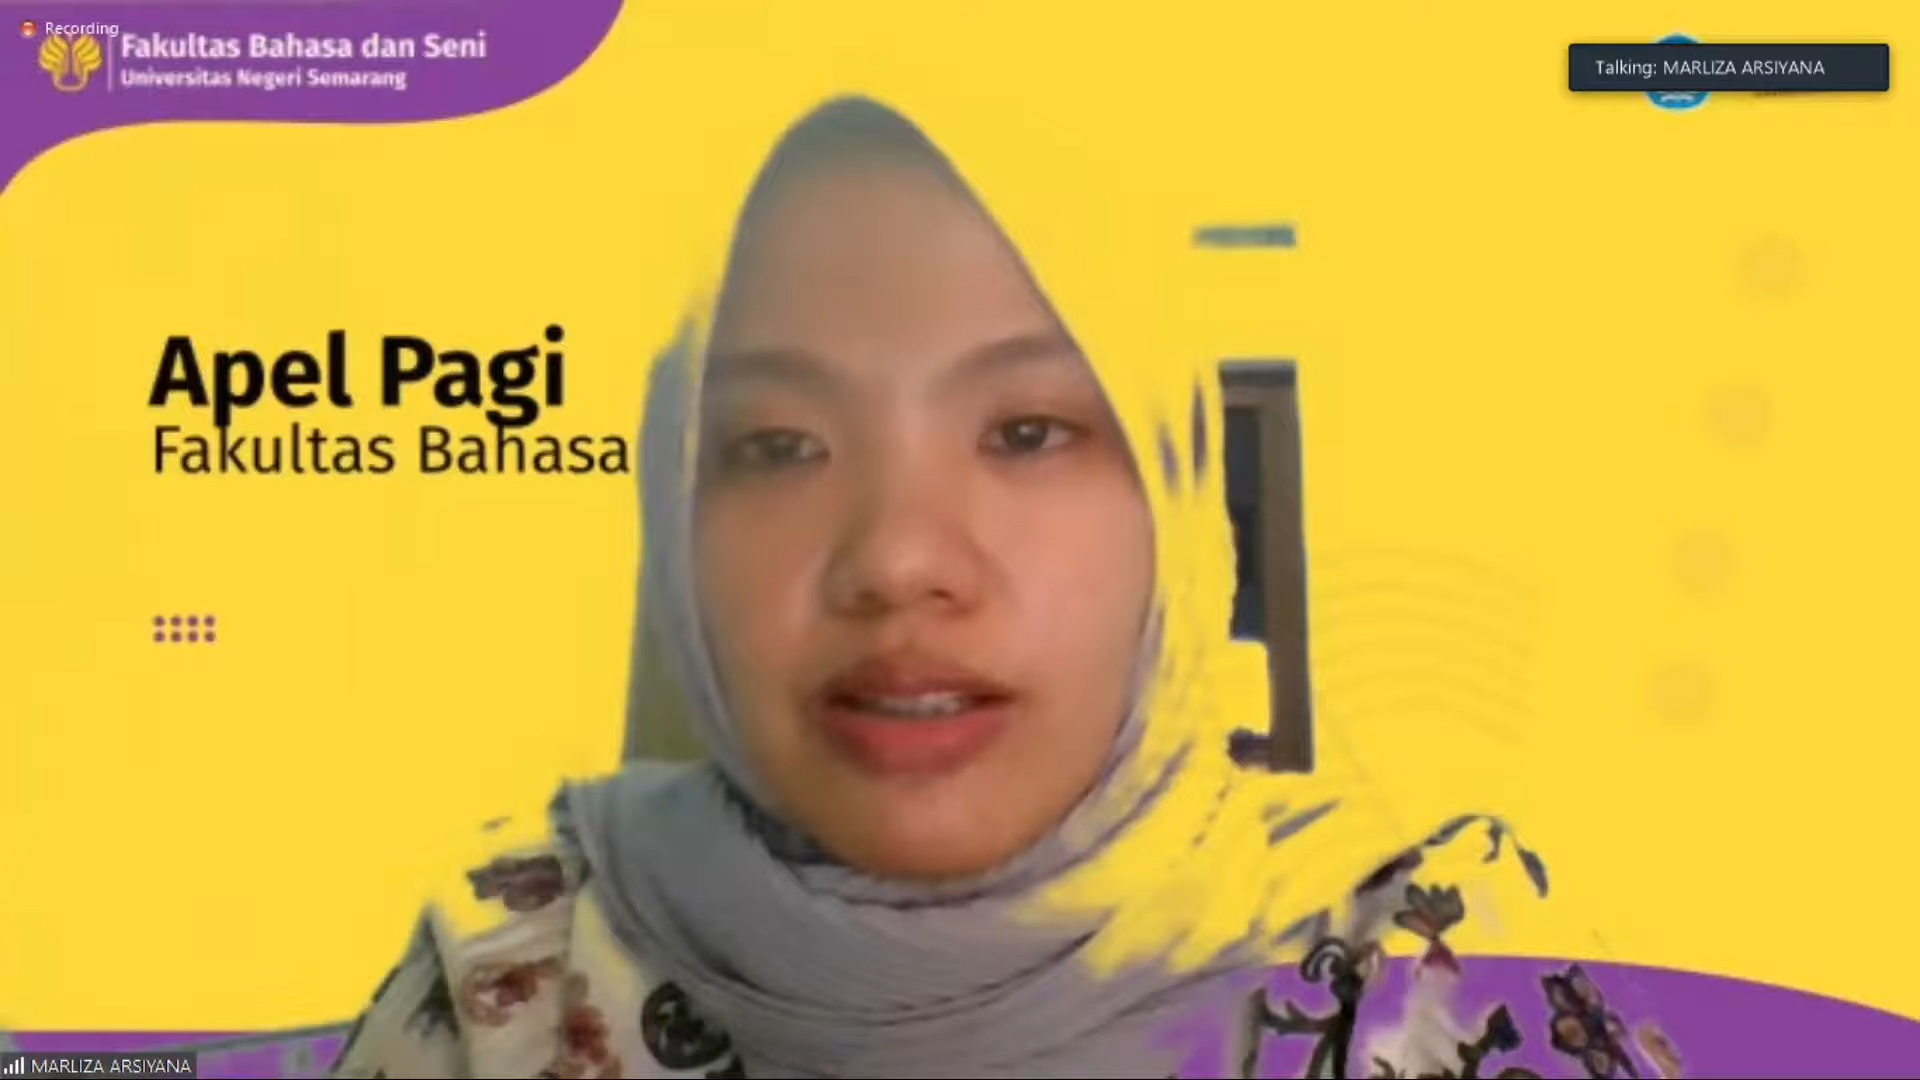 Recording
Fakultas Bahasa dan Seni
Universitas Negeri Semarang
Talking: MARLIZA ARSIYANA
Apel Pagi
Fakultas Bahasa
MARLIZA ARSIYANA